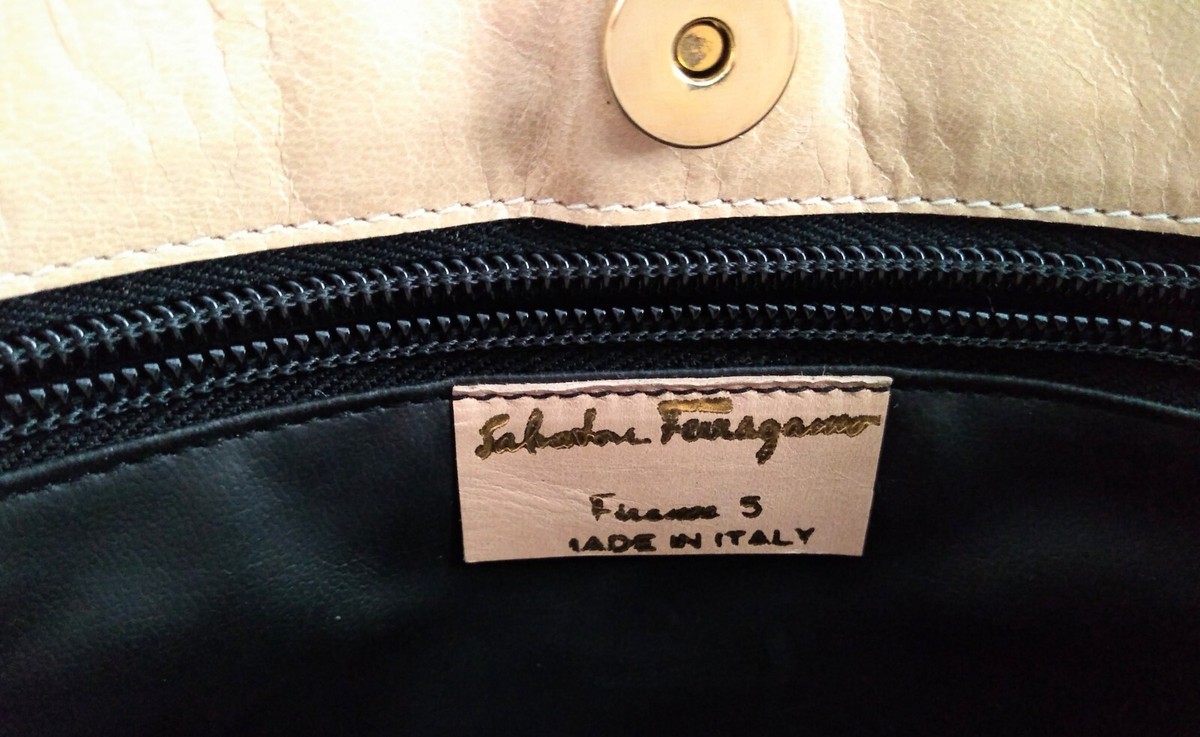 Salvatore Ferragamo
Firenze 5
MADE IN ITALY